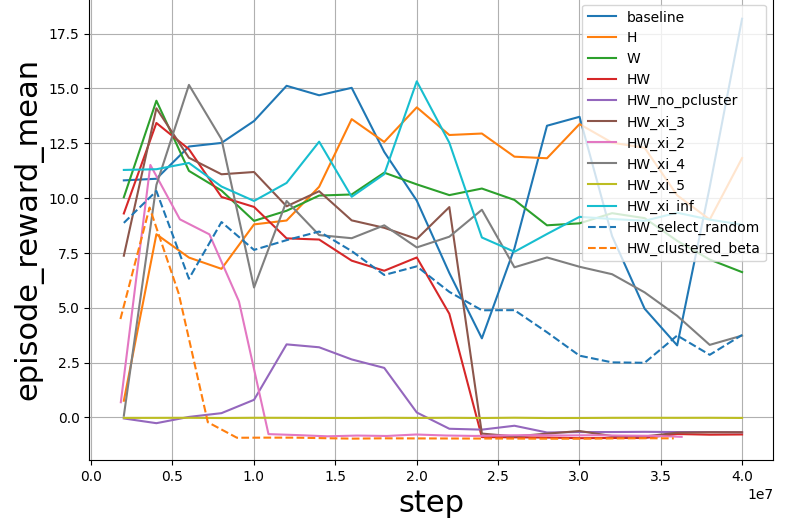 17.5
15.0
12.5
10.0
7.5
5.0
2.5
0.0
episode_reward_mean
baseline
H
W
HW
HW_no_pcluster
HW_xi_3
HW_xi_2
HW_xi_4
HW_xi_5
HW_xi_inf
HW_select_random
HW_clustered_beta
0.0 0.5 1.0 1.5 2.0 2.5 3.0 3.5 4.0
1e7
step